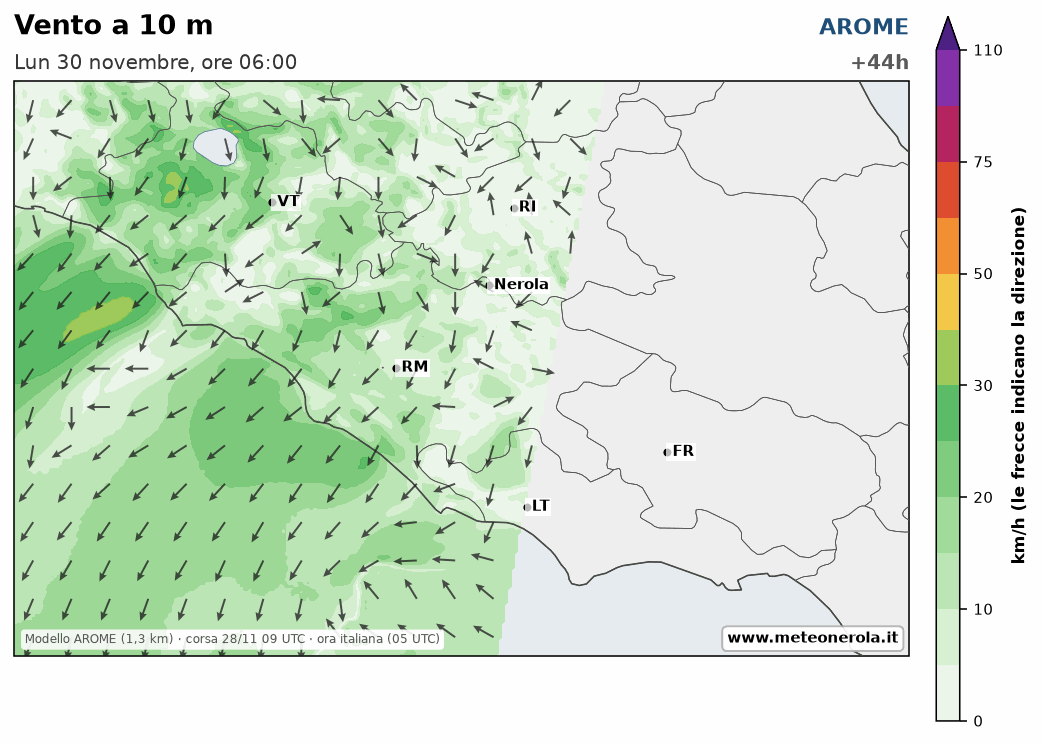 Vento a 10 m
AROME
Lun 30 novembre, ore 06:00
+44h
VT
RI
Nerola
RM
FR
LT
Modello AROME (1,3 km) · corsa 28/11 09 UTC · ora italiana (05 UTC)
www.meteonerola.it
110
75
50
30
20
10
0
km/h (le frecce indicano la direzione)